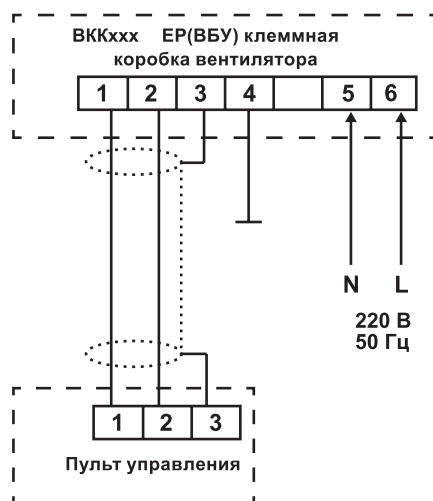 ВККxxx ЕР(ВБУ) клеммная
коробка вентилятора
1 2 3 4 5 6
N L
220 В
50 Гц
1 2 3
Пульт управления